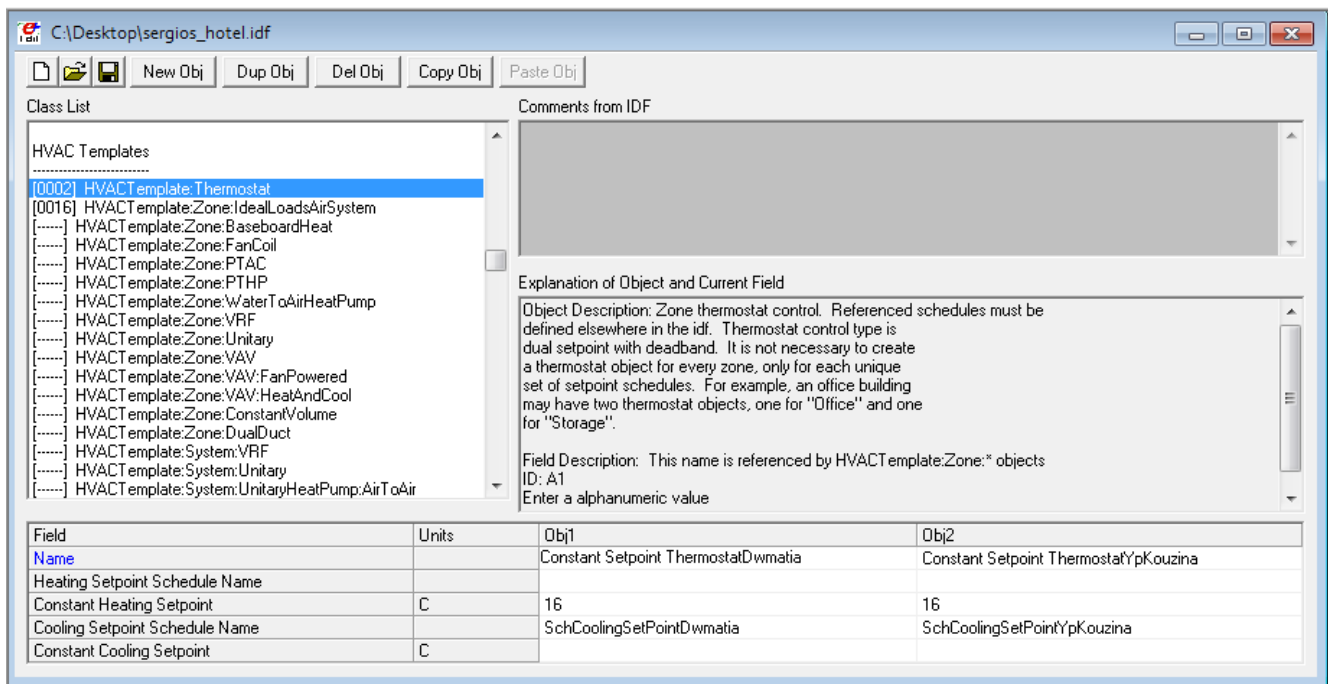 C:\Desktop\sergios_hotel.idf
New Obj Dup Obj Del Obj Copy Obj Paste Obj
Class List
HVAC Templates
---------------------------
[0002] HVACTemplate:Thermostat
[0016] HVACTemplate:Zone:IdealLoadsAirSystem
[------] HVACTemplate:Zone:BaseboardHeat
[------] HVACTemplate:Zone:FanCoil
[------] HVACTemplate:Zone:PTAC
[------] HVACTemplate:Zone:PTHP
[------] HVACTemplate:Zone:WaterToAirHeatPump
[------] HVACTemplate:Zone:VRF
[------] HVACTemplate:Zone:Unitary
[------] HVACTemplate:Zone:VAV
[------] HVACTemplate:Zone:VAV:FanPowered
[------] HVACTemplate:Zone:VAV:HeatAndCool
[------] HVACTemplate:Zone:ConstantVolume
[------] HVACTemplate:Zone:DualDuct
[------] HVACTemplate:System:VRF
[------] HVACTemplate:System:Unitary
[------] HVACTemplate:System:UnitaryHeatPump:AirToAir
Comments from IDF
Explanation of Object and Current Field
Object Description: Zone thermostat control. Referenced schedules must be
defined elsewhere in the idf. Thermostat control type is
dual setpoint with deadband. It is not necessary to create
a thermostat object for every zone, only for each unique
set of setpoint schedules. For example, an office building
may have two thermostat objects, one for "Office" and one
for "Storage".
Field Description: This name is referenced by HVACTemplate:Zone:* objects
ID: A1
Enter a alphanumeric value
Field Units Obj1 Obj2
Name Constant Setpoint ThermostatDwmatia Constant Setpoint ThermostatYpKouzina
Heating Setpoint Schedule Name
Constant Heating Setpoint C 16 16
Cooling Setpoint Schedule Name SchCoolingSetPointDwmatia SchCoolingSetPointYpKouzina
Constant Cooling Setpoint C